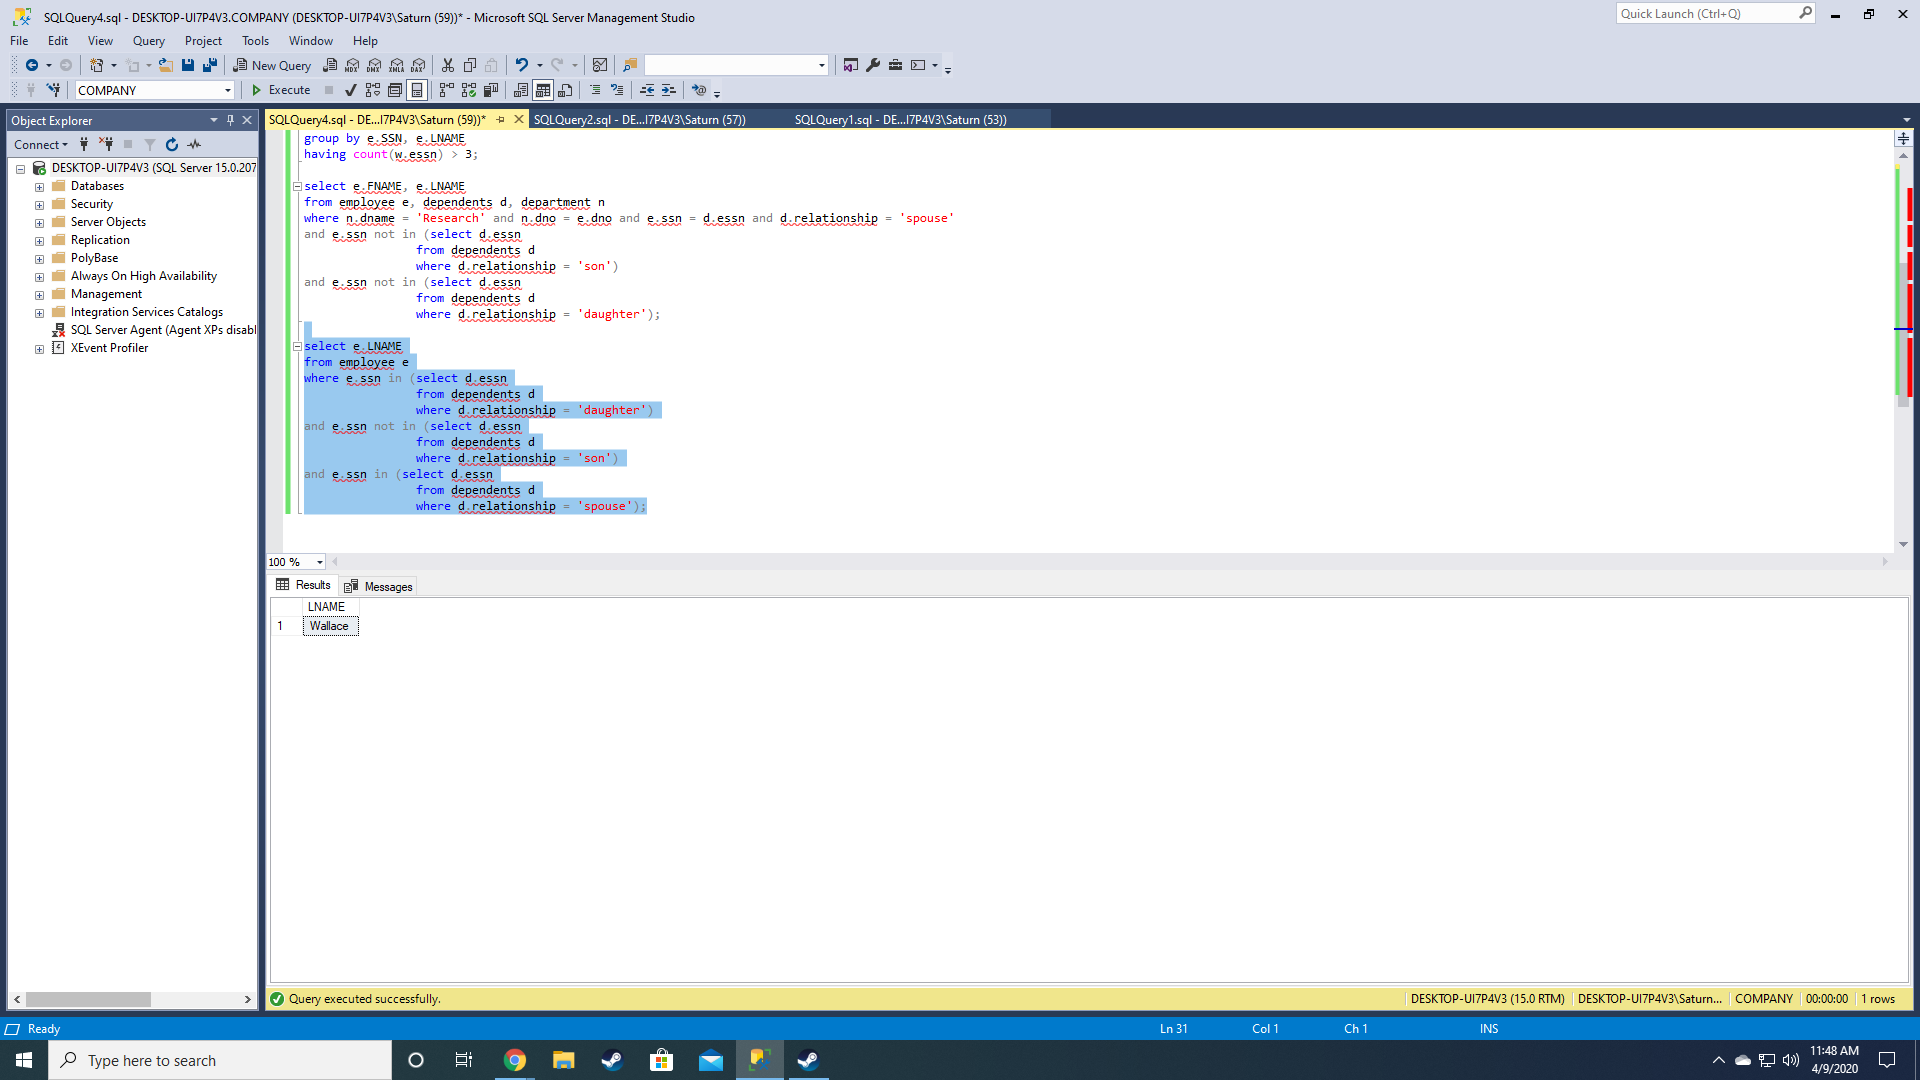 SQLQuery4.sql - DESKTOP-UI7P4V3.COMPANY (DESKTOP-UI7P4V3\Saturn (59))* - Microsoft SQL Server Management Studio
Quick Launch (Ctrl+Q)
File Edit View Query Project Tools Window Help
New Query
MDX DMX XMLA DAX
COMPANY
Execute
Object Explorer
SQLQuery4.sql - DE...I7P4V3\Saturn (59))*
SQLQuery2.sql - DE...I7P4V3\Saturn (57))
SQLQuery1.sql - DE...I7P4V3\Saturn (53))
Connect
DESKTOP-UI7P4V3 (SQL Server 15.0.207
Databases
Security
Server Objects
Replication
PolyBase
Always On High Availability
Management
Integration Services Catalogs
SQL Server Agent (Agent XPs disabl
XEvent Profiler
group by e.SSN, e.LNAME
having count(w.essn) > 3;
select e.FNAME, e.LNAME
from employee e, dependents d, department n
where n.dname = 'Research' and n.dno = e.dno and e.ssn = d.essn and d.relationship = 'spouse'
and e.ssn not in (select d.essn
from dependents d
where d.relationship = 'son')
and e.ssn not in (select d.essn
from dependents d
where d.relationship = 'daughter');
select e.LNAME
from employee e
where e.ssn in (select d.essn
from dependents d
where d.relationship = 'daughter')
and e.ssn not in (select d.essn
from dependents d
where d.relationship = 'son')
and e.ssn in (select d.essn
from dependents d
where d.relationship = 'spouse');
100 %
Results
Messages
LNAME
1 Wallace
Query executed successfully.
DESKTOP-UI7P4V3 (15.0 RTM)
DESKTOP-UI7P4V3\Saturn...
COMPANY
00:00:00
1 rows
Ready
Ln 31
Col 1
Ch 1
INS
Type here to search
11:48 AM
4/9/2020